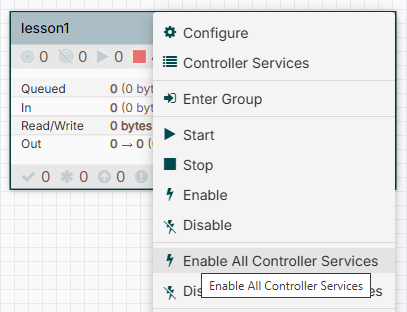 lesson1
0 0 0
Queued 0 (0 byt
In 0 (0 byt
Read/Write 0 bytes
Out 0 → 0 (
0 0 0
Configure
Controller Services
Enter Group
Start
Stop
Enable
Disable
Enable All Controller Services
Enable All Controller Services
Dis es